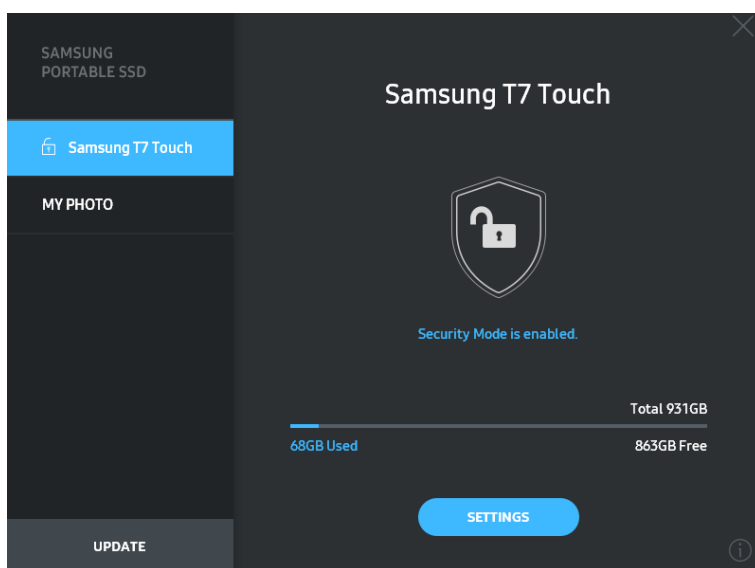 SAMSUNG
PORTABLE SSD
Samsung T7 Touch
MY PHOTO
UPDATE
Samsung T7 Touch
Security Mode is enabled.
Total 931GB
68GB Used
863GB Free
SETTINGS